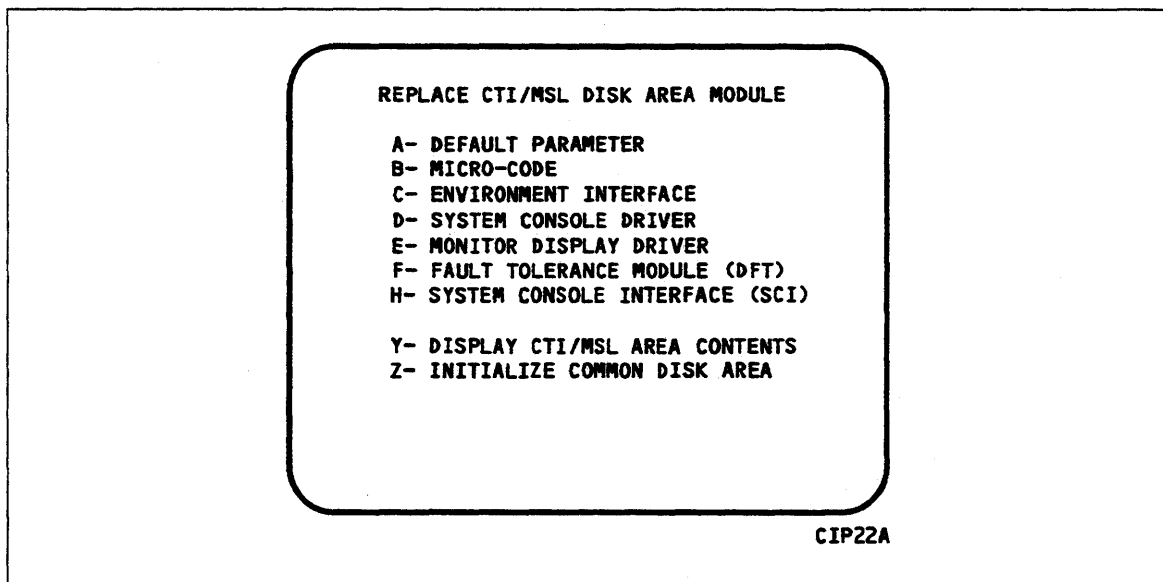 REPLACE CTI/MSL DISK AREA MODULE
A- DEFAULT PARAMETER
B- MICRO-CODE
C- ENVIRONMENT INTERFACE
D- SYSTEM CONSOLE DRIVER
E- MONITOR DISPLAY DRIVER
F- FAULT TOLERANCE MODULE (DFT)
H- SYSTEM CONSOLE INTERFACE (SCI)
Y- DISPLAY CTI/MSL AREA CONTENTS
Z- INITIALIZE COMMON DISK AREA
CIP22A